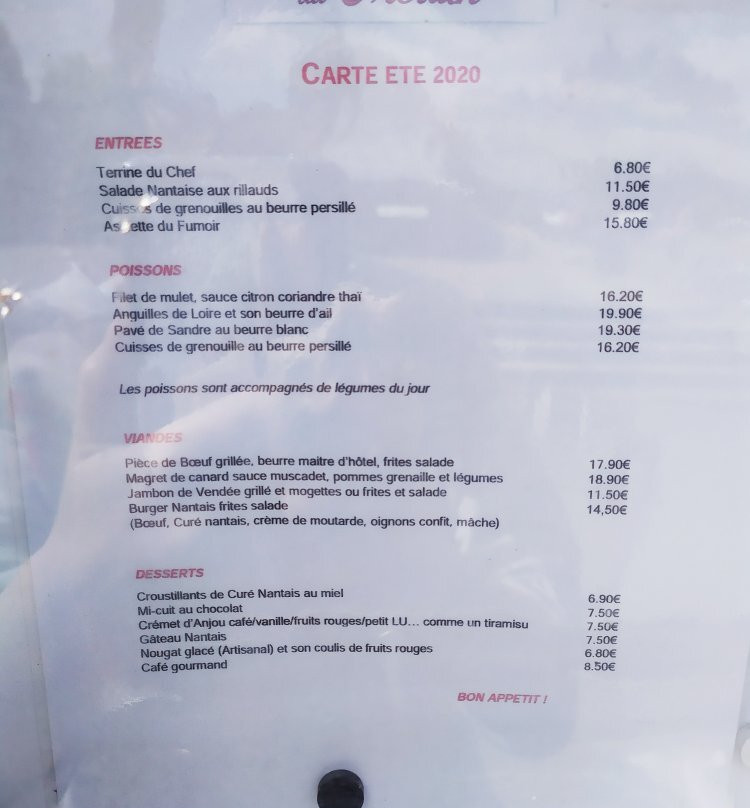 CARTE ETE 2020
ENTREES
Terrine du Chef 6.80€
Salade Nantaise aux rillauds 11.50€
Cuisses de grenouilles au beurre persillé 9.80€
Assiette du Fumoir 15.80€
POISSONS
Filet de mulet, sauce citron coriandre thaï 16.20€
Anguilles de Loire et son beurre d'ail 19.90€
Pavé de Sandre au beurre blanc 19.30€
Cuisses de grenouille au beurre persillé 16.20€
Les poissons sont accompagnés de légumes du jour
VIANDES
Pièce de Bœuf grillée, beurre maitre d'hôtel, frites salade 17.90€
Magret de canard sauce muscadet, pommes grenaille et légumes 18.90€
Jambon de Vendée grillé et mogettes ou frites et salade 11.50€
Burger Nantais frites salade 14,50€
(Bœuf, Curé nantais, crème de moutarde, oignons confit, mâche)
DESSERTS
Croustillants de Curé Nantais au miel 6.90€
Mi-cuit au chocolat 7.50€
Crémet d'Anjou café/vanille/fruits rouges/petit LU... comme un tiramisu 7.50€
Gâteau Nantais 7.50€
Nougat glacé (Artisanal) et son coulis de fruits rouges 6.80€
Café gourmand 8.50€
BON APPETIT !